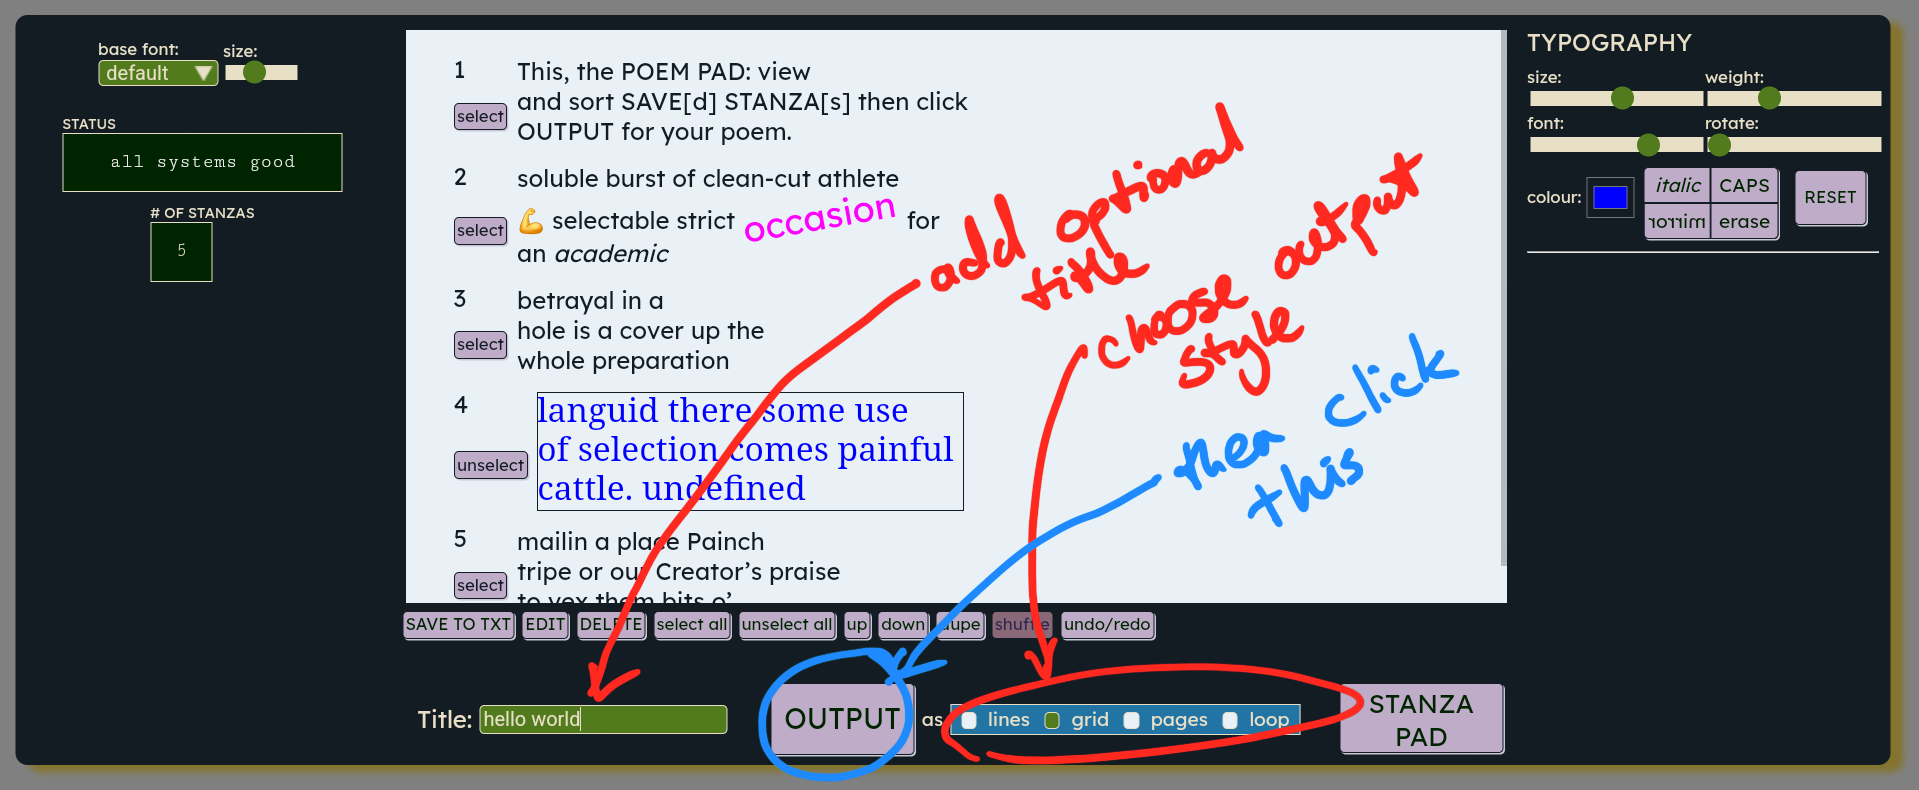 base font:
size:
default
STATUS
all systems good
# OF STANZAS
5
1
This, the POEM PAD: view
select
and sort SAVE[d] STANZA[s] then click
OUTPUT for your poem.
2
soluble burst of clean-cut athlete
select
💪 selectable strict occasion for
an academic
3
betrayal in a
select
hole is a cover up the
whole preparation
4
languid there some use
unselect
of selection comes painful
cattle. undefined
5
mailin a place Painch
select
tripe or our Creator’s praise
to vex them bits o’
add optional
title
choose output
style
then click
this
SAVE TO TXT EDIT DELETE select all unselect all up down dupe shuffle undo/redo
Title: hello world
OUTPUT as lines grid pages loop
STANZA
PAD
TYPOGRAPHY
size: weight:
font: rotate:
colour: italic CAPS RESET
mirror erase